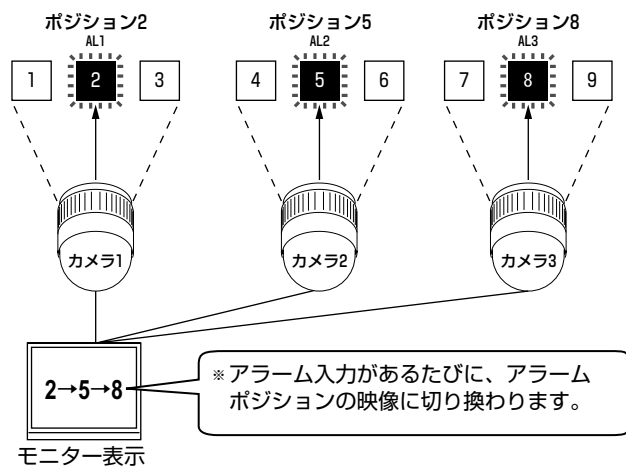 ポジション2 ポジション5 ポジション8
AL1 AL2 AL3
1 2 3 4 5 6 7 8 9
カメラ1 カメラ2 カメラ3
2→5→8
※アラーム入力があるたびに、アラーム
ポジションの映像に切り換わります。
モニター表示